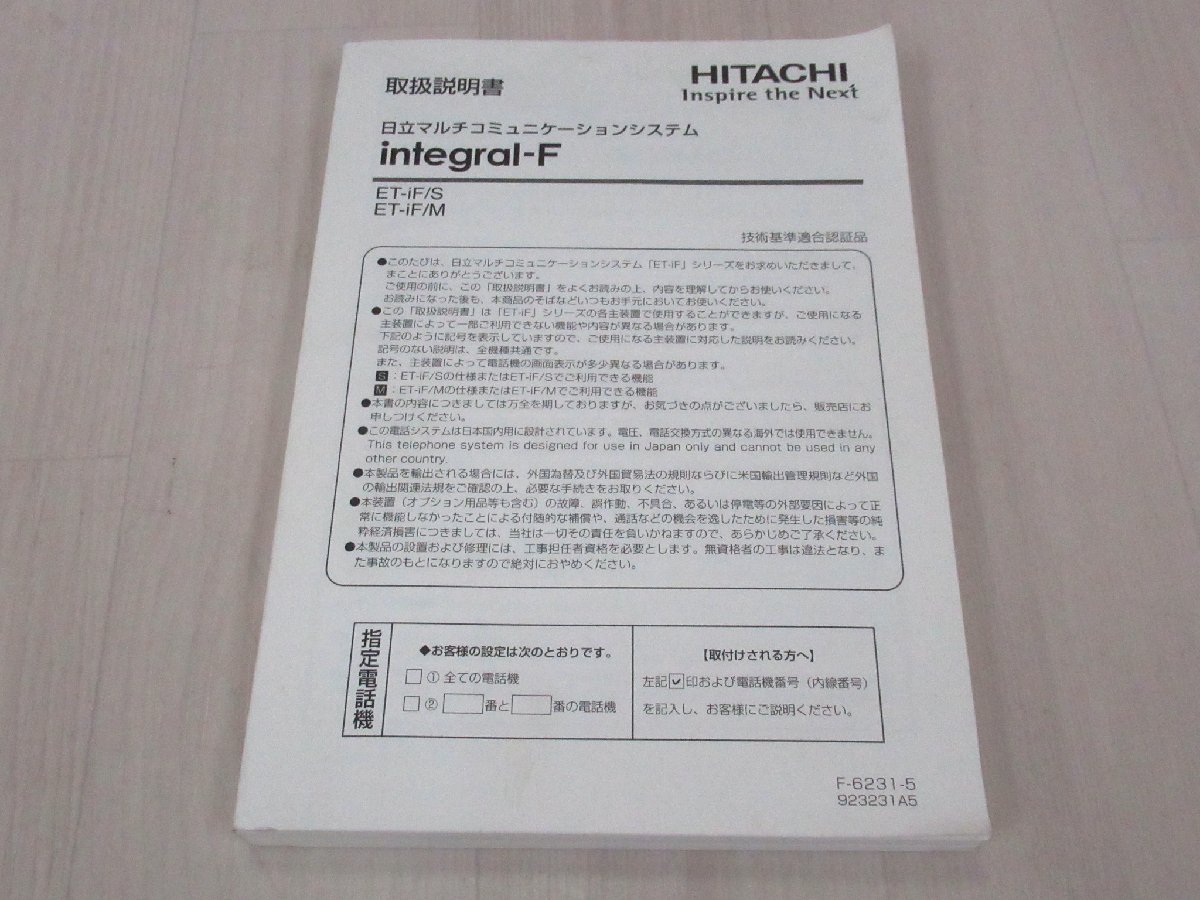 取扱説明書
HITACHI
Inspire the Next
日立マルチコミュニケーションシステム
integral-F
ET-iF/S
ET-iF/M
技術基準適合認証品
●このたびは、日立マルチコミュニケーションシステム「ET-iF」シリーズをお求めいただきまして、
まことにありがとうございます。
ご使用の前に、この「取扱説明書」をよくお読みの上、内容を理解してからお使いください。
お読みになった後も、本商品のそばなどいつもお手元においてお使いください。
●この「取扱説明書」は「ET-iF」シリーズの各主装置で使用することができますが、ご使用になる
主装置によって一部ご利用できない機能や内容が異なる場合があります。
下記のように記号を表示していますので、ご使用になる主装置に対応した説明をお読みください。
記号のない説明は、全機種共通です。
また、主装置によって電話機の画面表示が多少異なる場合があります。
S：ET-iF/Sの仕様またはET-iF/Sでご利用できる機能
M：ET-iF/Mの仕様またはET-iF/Mでご利用できる機能
●本書の内容につきましては万全を期しておりますが、お気づきの点がございましたら、販売店にお
申しつけください。
●この電話システムは日本国内用に設計されています。電圧、電話交換方式の異なる海外では使用できません。
This telephone system is designed for use in Japan only and cannot be used in any
other country.
●本製品を輸出される場合には、外国為替及び外国貿易法の規則ならびに米国輸出管理規則など外国
の輸出関連法規をご確認の上、必要な手続きをお取りください。
●本装置（オプション用品等も含む）の故障、誤作動、不具合、あるいは停電等の外部要因によって正
常に機能しなかったことによる付随的な補償や、通話などの機会を逸したために発生した損害等の純
粋経済損害につきましては、当社は一切その責任を負いかねますので、あらかじめご了承ください。
●本製品の設置および修理には、工事担任者資格を必要とします。無資格者の工事は違法となり、ま
た事故のもとになりますので絶対におやめください。
指定電話機
◆お客様の設定は次のとおりです。
□ ① 全ての電話機
□ ② 番と 番の電話機
【取付けされる方へ】
左記☑印および電話機番号（内線番号）
を記入し、お客様にご説明ください。
F-6231-5
923231A5